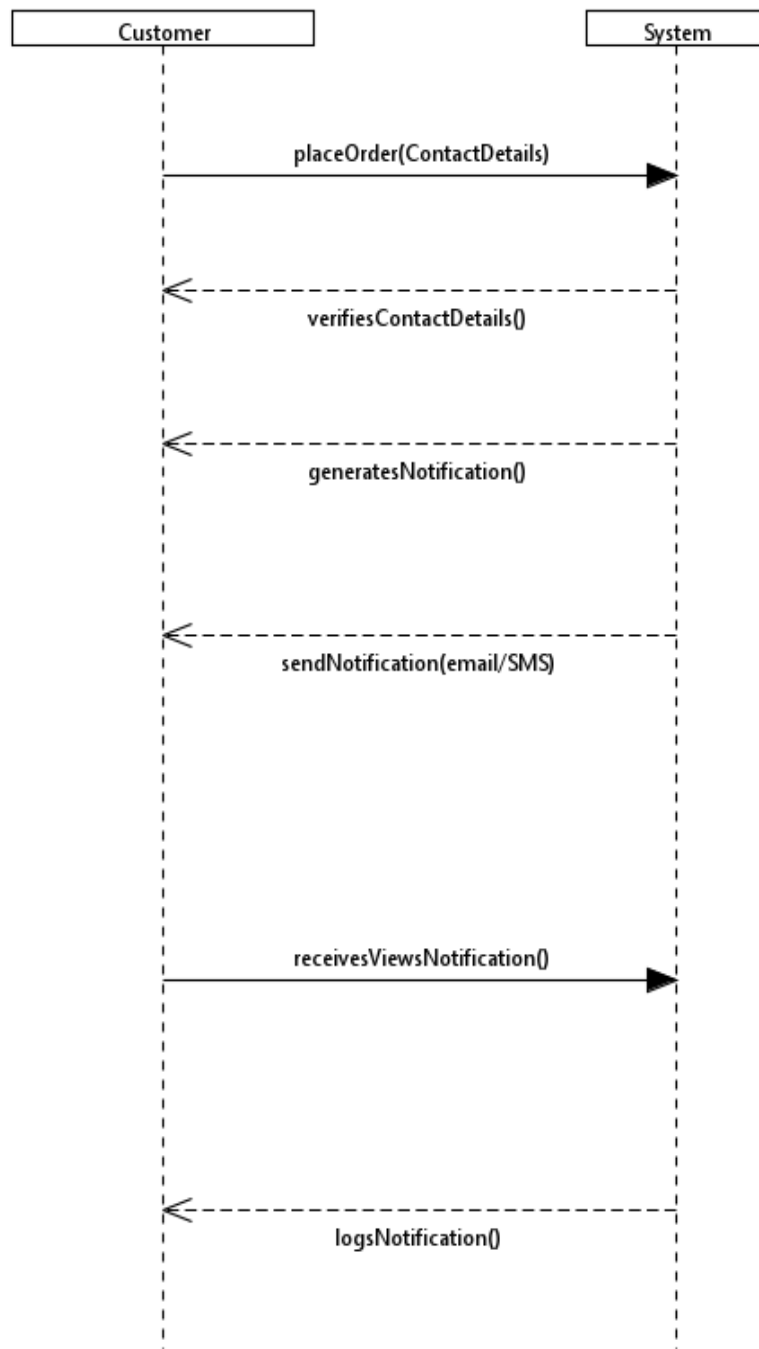 Customer
System
placeOrder(ContactDetails)
verifiesContactDetails()
generatesNotification()
sendNotification(email/SMS)
receivesViewsNotification()
logsNotification()